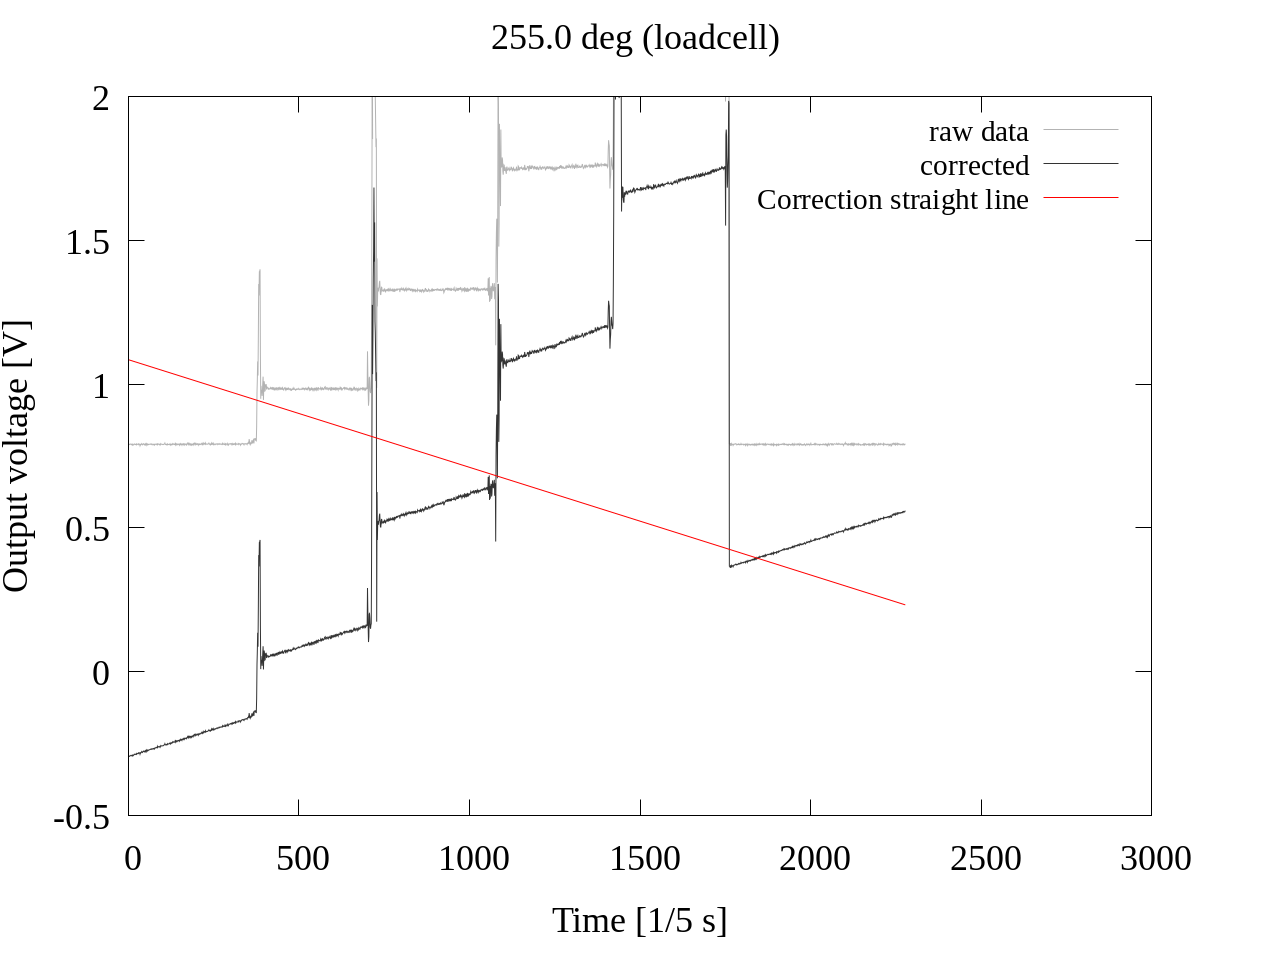 255.0 deg (loadcell)
raw data
corrected
Correction straight line
Output voltage [V]
2
1.5
1
0.5
0
-0.5
0 500 1000 1500 2000 2500 3000
Time [1/5 s]